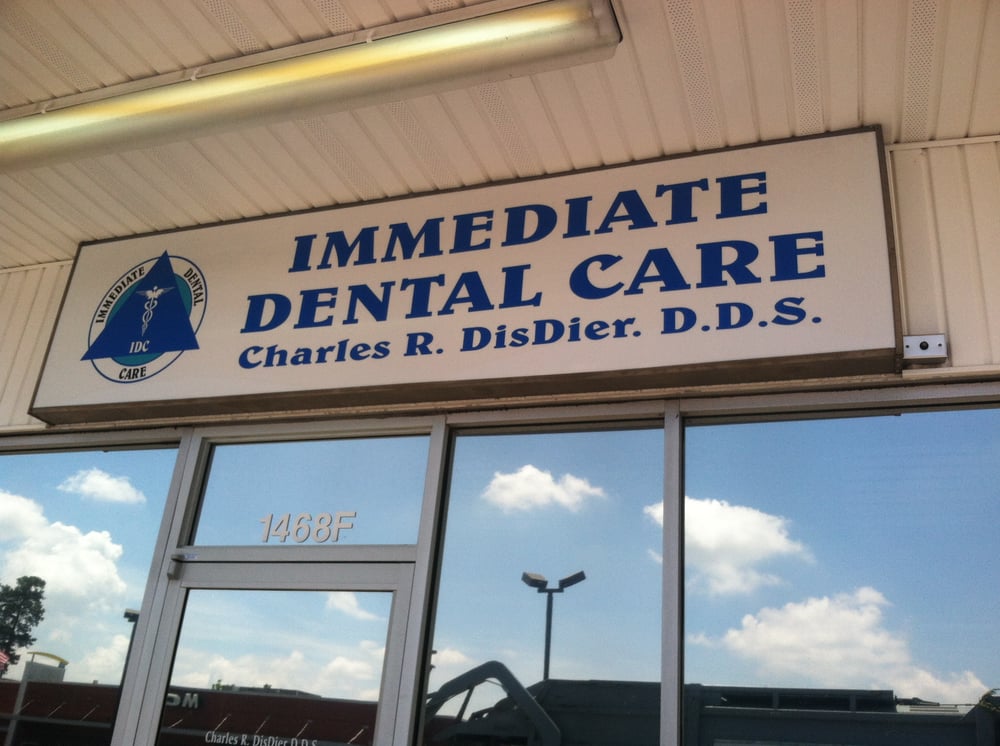 IMMEDIATE
DENTAL CARE
Charles R. DisDier. D.D.S.
IMMEDIATE DENTAL
IDC
CARE
1468F
Charles R. DisDier D.D.S.